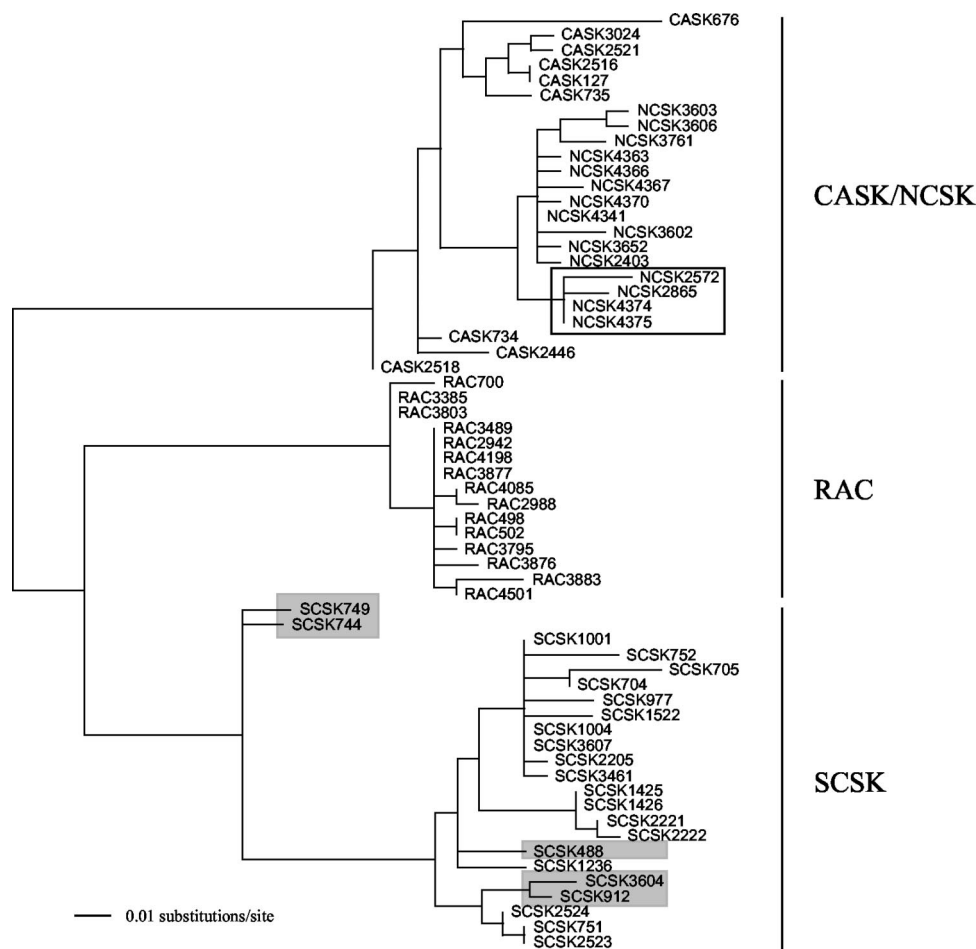 CASK676
CASK3024
CASK2521
CASK2516
CASK127
CASK735
NCSK3603
NCSK3606
NCSK3761
NCSK4363
NCSK4366
NCSK4367
NCSK4370
NCSK4341
NCSK3602
NCSK3652
NCSK2403
NCSK2572
NCSK2865
NCSK4374
NCSK4375
CASK734
CASK2446
CASK2518
CASK/NCSK
RAC700
RAC3385
RAC3803
RAC3489
RAC2942
RAC4198
RAC3877
RAC4085
RAC2988
RAC498
RAC502
RAC3795
RAC3876
RAC3883
RAC4501
RAC
SCSK749
SCSK744
SCSK1001
SCSK752
SCSK705
SCSK704
SCSK977
SCSK1522
SCSK1004
SCSK3607
SCSK2205
SCSK3461
SCSK1425
SCSK1426
SCSK2221
SCSK2222
SCSK488
SCSK1236
SCSK3604
SCSK912
SCSK2524
SCSK751
SCSK2523
SCSK
0.01 substitutions/site